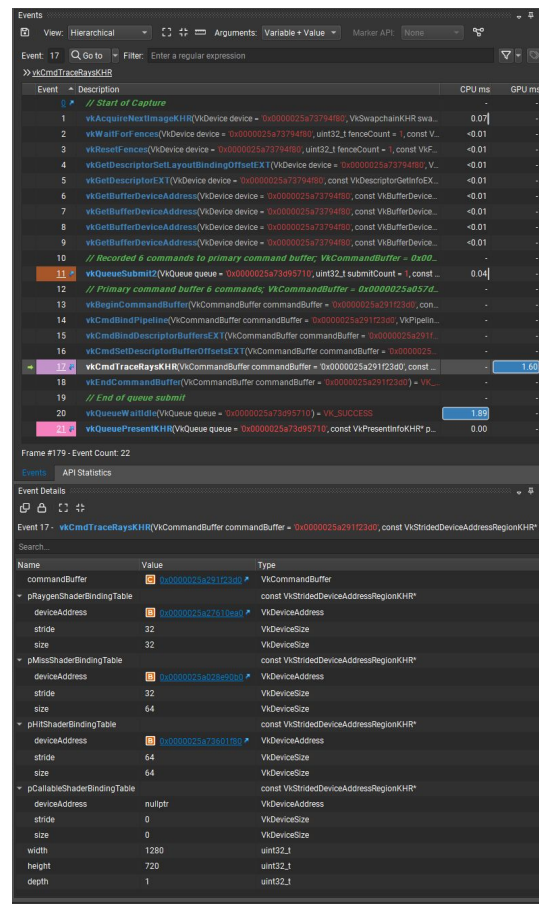 Events
View: Hierarchical Arguments: Variable + Value Marker API: None
Event: 17 Go to Filter: Enter a regular expression
>> vkCmdTraceRaysKHR
Event Description CPU ms GPU ms
0 // Start of Capture - -
1 vkAcquireNextImageKHR(VkDevice device = '0x0000025a73794f80', VkSwapchainKHR swa... 0.07 -
2 vkWaitForFences(VkDevice device = '0x0000025a73794f80', uint32_t fenceCount = 1, const V... <0.01 -
3 vkResetFences(VkDevice device = '0x0000025a73794f80', uint32_t fenceCount = 1, const VkF... <0.01 -
4 vkGetDescriptorSetLayoutBindingOffsetEXT(VkDevice device = '0x0000025a73794f80', V... <0.01 -
5 vkGetDescriptorEXT(VkDevice device = '0x0000025a73794f80', const VkDescriptorGetInfoEX... <0.01 -
6 vkGetBufferDeviceAddress(VkDevice device = '0x0000025a73794f80', const VkBufferDevice... <0.01 -
7 vkGetBufferDeviceAddress(VkDevice device = '0x0000025a73794f80', const VkBufferDevice... <0.01 -
8 vkGetBufferDeviceAddress(VkDevice device = '0x0000025a73794f80', const VkBufferDevice... <0.01 -
9 vkGetBufferDeviceAddress(VkDevice device = '0x0000025a73794f80', const VkBufferDevice... <0.01 -
10 // Recorded 6 commands to primary command buffer; VkCommandBuffer = 0x00... - -
11 vkQueueSubmit2(VkQueue queue = '0x0000025a73d95710', uint32_t submitCount = 1, const ... 0.04 -
12 // Primary command buffer 6 commands; VkCommandBuffer = 0x0000025a057d... - -
13 vkBeginCommandBuffer(VkCommandBuffer commandBuffer = '0x0000025a291f23d0', con... - -
14 vkCmdBindPipeline(VkCommandBuffer commandBuffer = '0x0000025a291f23d0', VkPipelin... - -
15 vkCmdBindDescriptorBuffersEXT(VkCommandBuffer commandBuffer = '0x0000025a291f... - -
16 vkCmdSetDescriptorBufferOffsetsEXT(VkCommandBuffer commandBuffer = '0x0000025... - -
17 vkCmdTraceRaysKHR(VkCommandBuffer commandBuffer = '0x0000025a291f23d0', const ... - 1.60
18 vkEndCommandBuffer(VkCommandBuffer commandBuffer = '0x0000025a291f23d0') = VK_... - -
19 // End of queue submit - -
20 vkQueueWaitIdle(VkQueue queue = '0x0000025a73d95710') = VK_SUCCESS 1.89 -
21 vkQueuePresentKHR(VkQueue queue = '0x0000025a73d95710', const VkPresentInfoKHR* p... 0.00 -
Frame #179 - Event Count: 22
Events API Statistics
Event Details
Event 17 - vkCmdTraceRaysKHR(VkCommandBuffer commandBuffer = '0x0000025a291f23d0', const VkStridedDeviceAddressRegionKHR*
Search...
Name Value Type
commandBuffer C 0x0000025a291f23d0 VkCommandBuffer
pRaygenShaderBindingTable const VkStridedDeviceAddressRegionKHR*
deviceAddress B 0x0000025a27610ea0 VkDeviceAddress
stride 32 VkDeviceSize
size 32 VkDeviceSize
pMissShaderBindingTable const VkStridedDeviceAddressRegionKHR*
deviceAddress B 0x0000025a028e90b0 VkDeviceAddress
stride 32 VkDeviceSize
size 64 VkDeviceSize
pHitShaderBindingTable const VkStridedDeviceAddressRegionKHR*
deviceAddress B 0x0000025a73601f80 VkDeviceAddress
stride 64 VkDeviceSize
size 64 VkDeviceSize
pCallableShaderBindingTable const VkStridedDeviceAddressRegionKHR*
deviceAddress nullptr VkDeviceAddress
stride 0 VkDeviceSize
size 0 VkDeviceSize
width 1280 uint32_t
height 720 uint32_t
depth 1 uint32_t